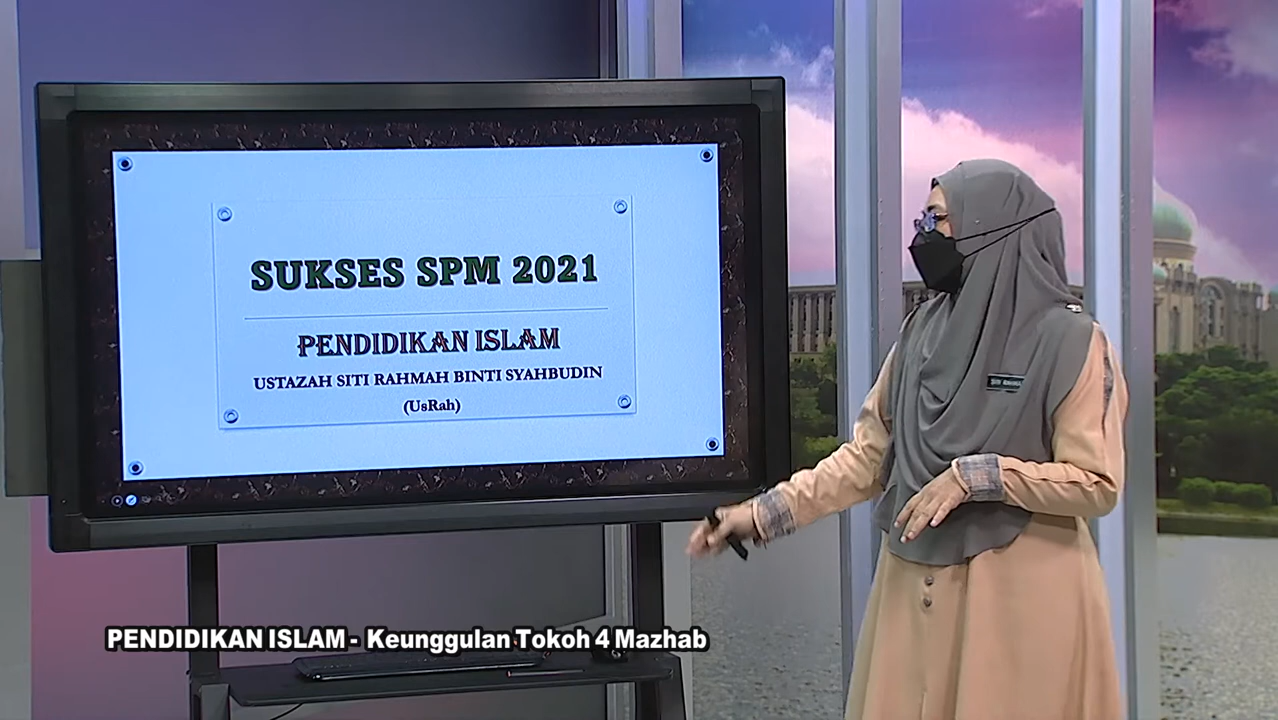 SUKSES SPM 2021
PENDIDIKAN ISLAM
USTAZAH SITI RAHMAH BINTI SYAHBUDIN
(UsRah)
PENDIDIKAN ISLAM - Keunggulan Tokoh 4 Mazhab